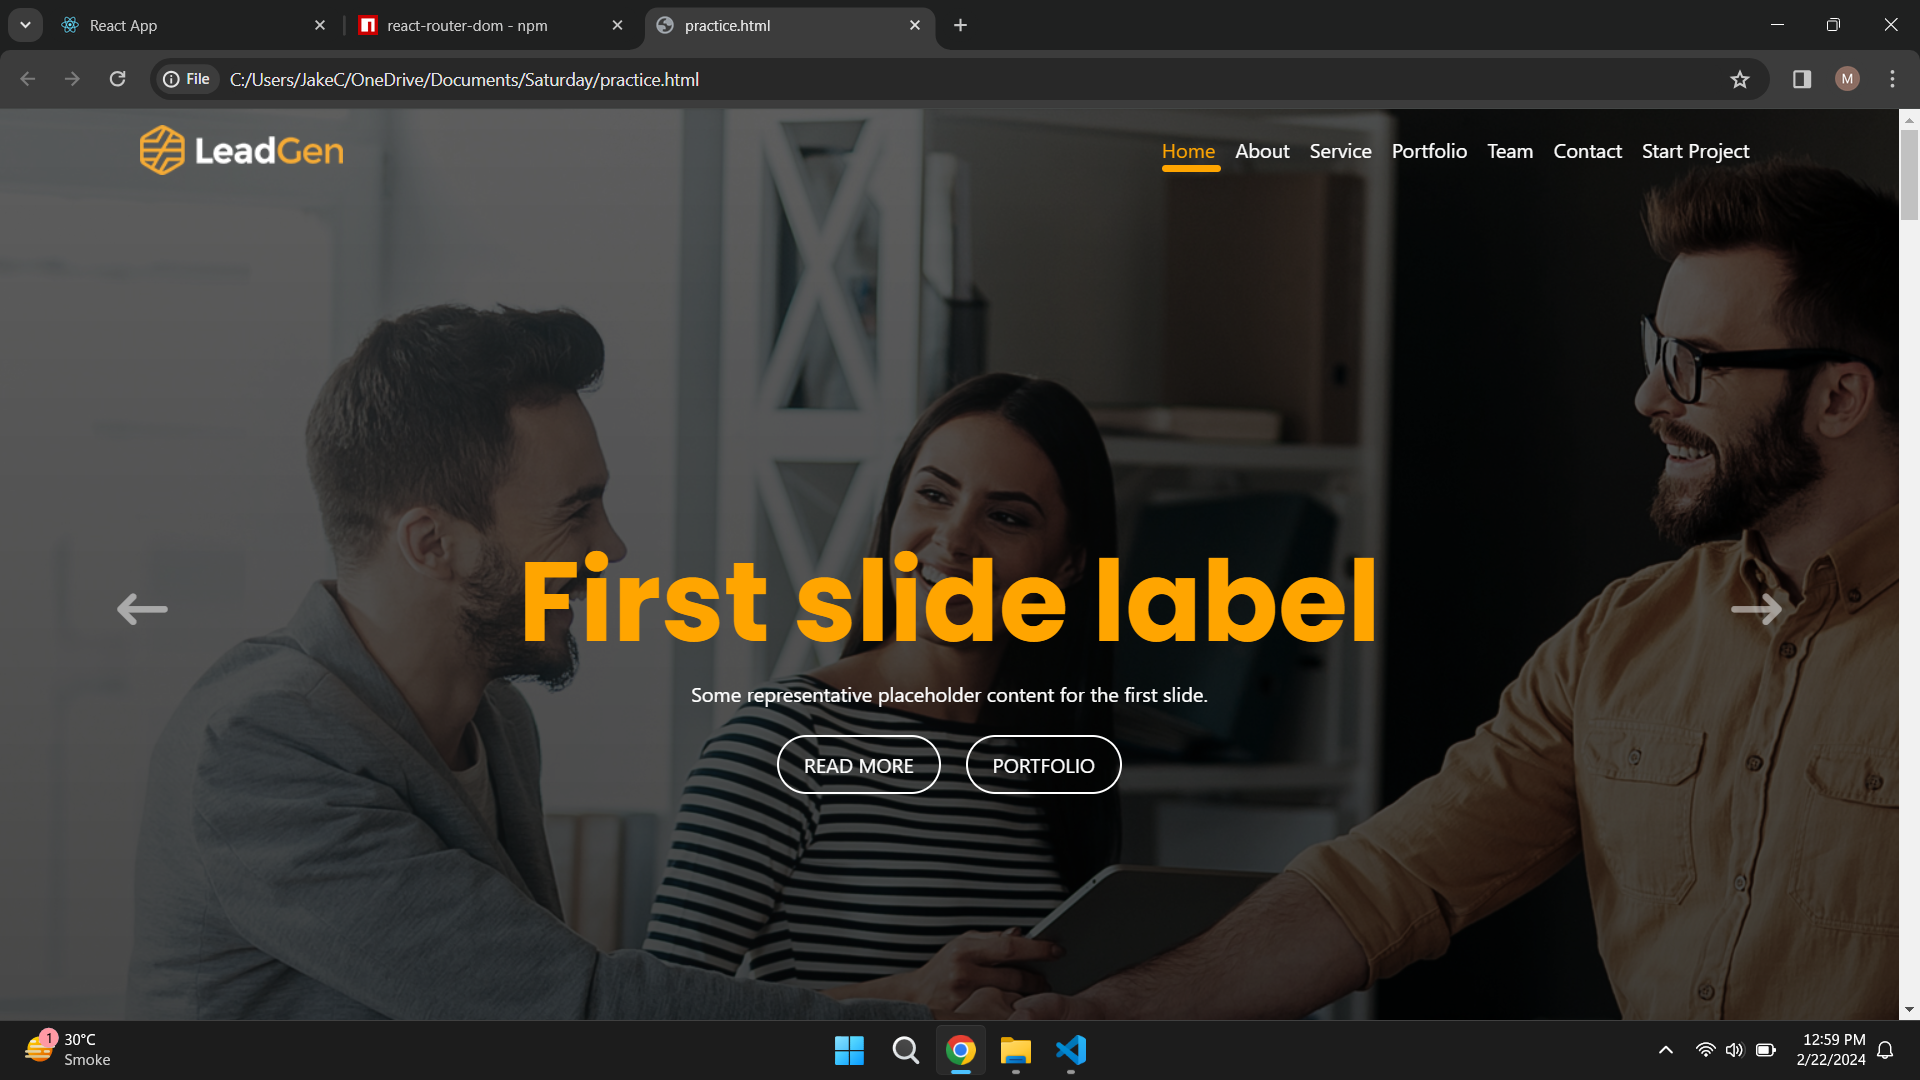 React App
react-router-dom - npm
practice.html
File
C:/Users/JakeC/OneDrive/Documents/Saturday/practice.html
M
LeadGen
Home About Service Portfolio Team Contact Start Project
First slide label
Some representative placeholder content for the first slide.
READ MORE PORTFOLIO
1
30°C
Smoke
12:59 PM
2/22/2024